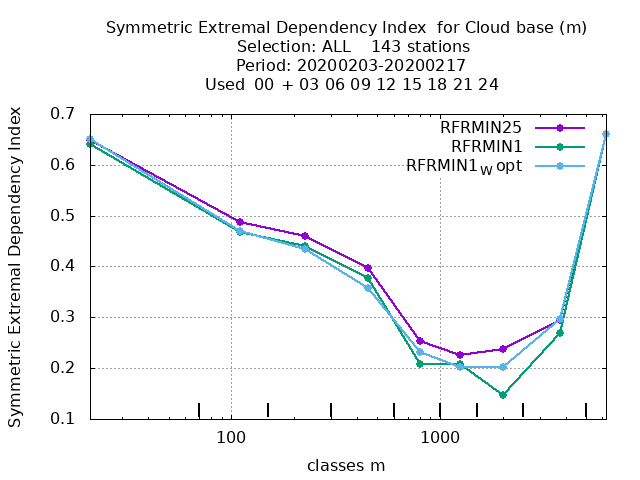 Symmetric Extremal Dependency Index  for Cloud base (m)
Selection: ALL    143 stations
Period: 20200203-20200217
Used  00 + 03 06 09 12 15 18 21 24
Symmetric Extremal Dependency Index
0.7
0.6
0.5
0.4
0.3
0.2
0.1
RFRMIN25
RFRMIN1
RFRMIN1w opt
100
1000
classes m